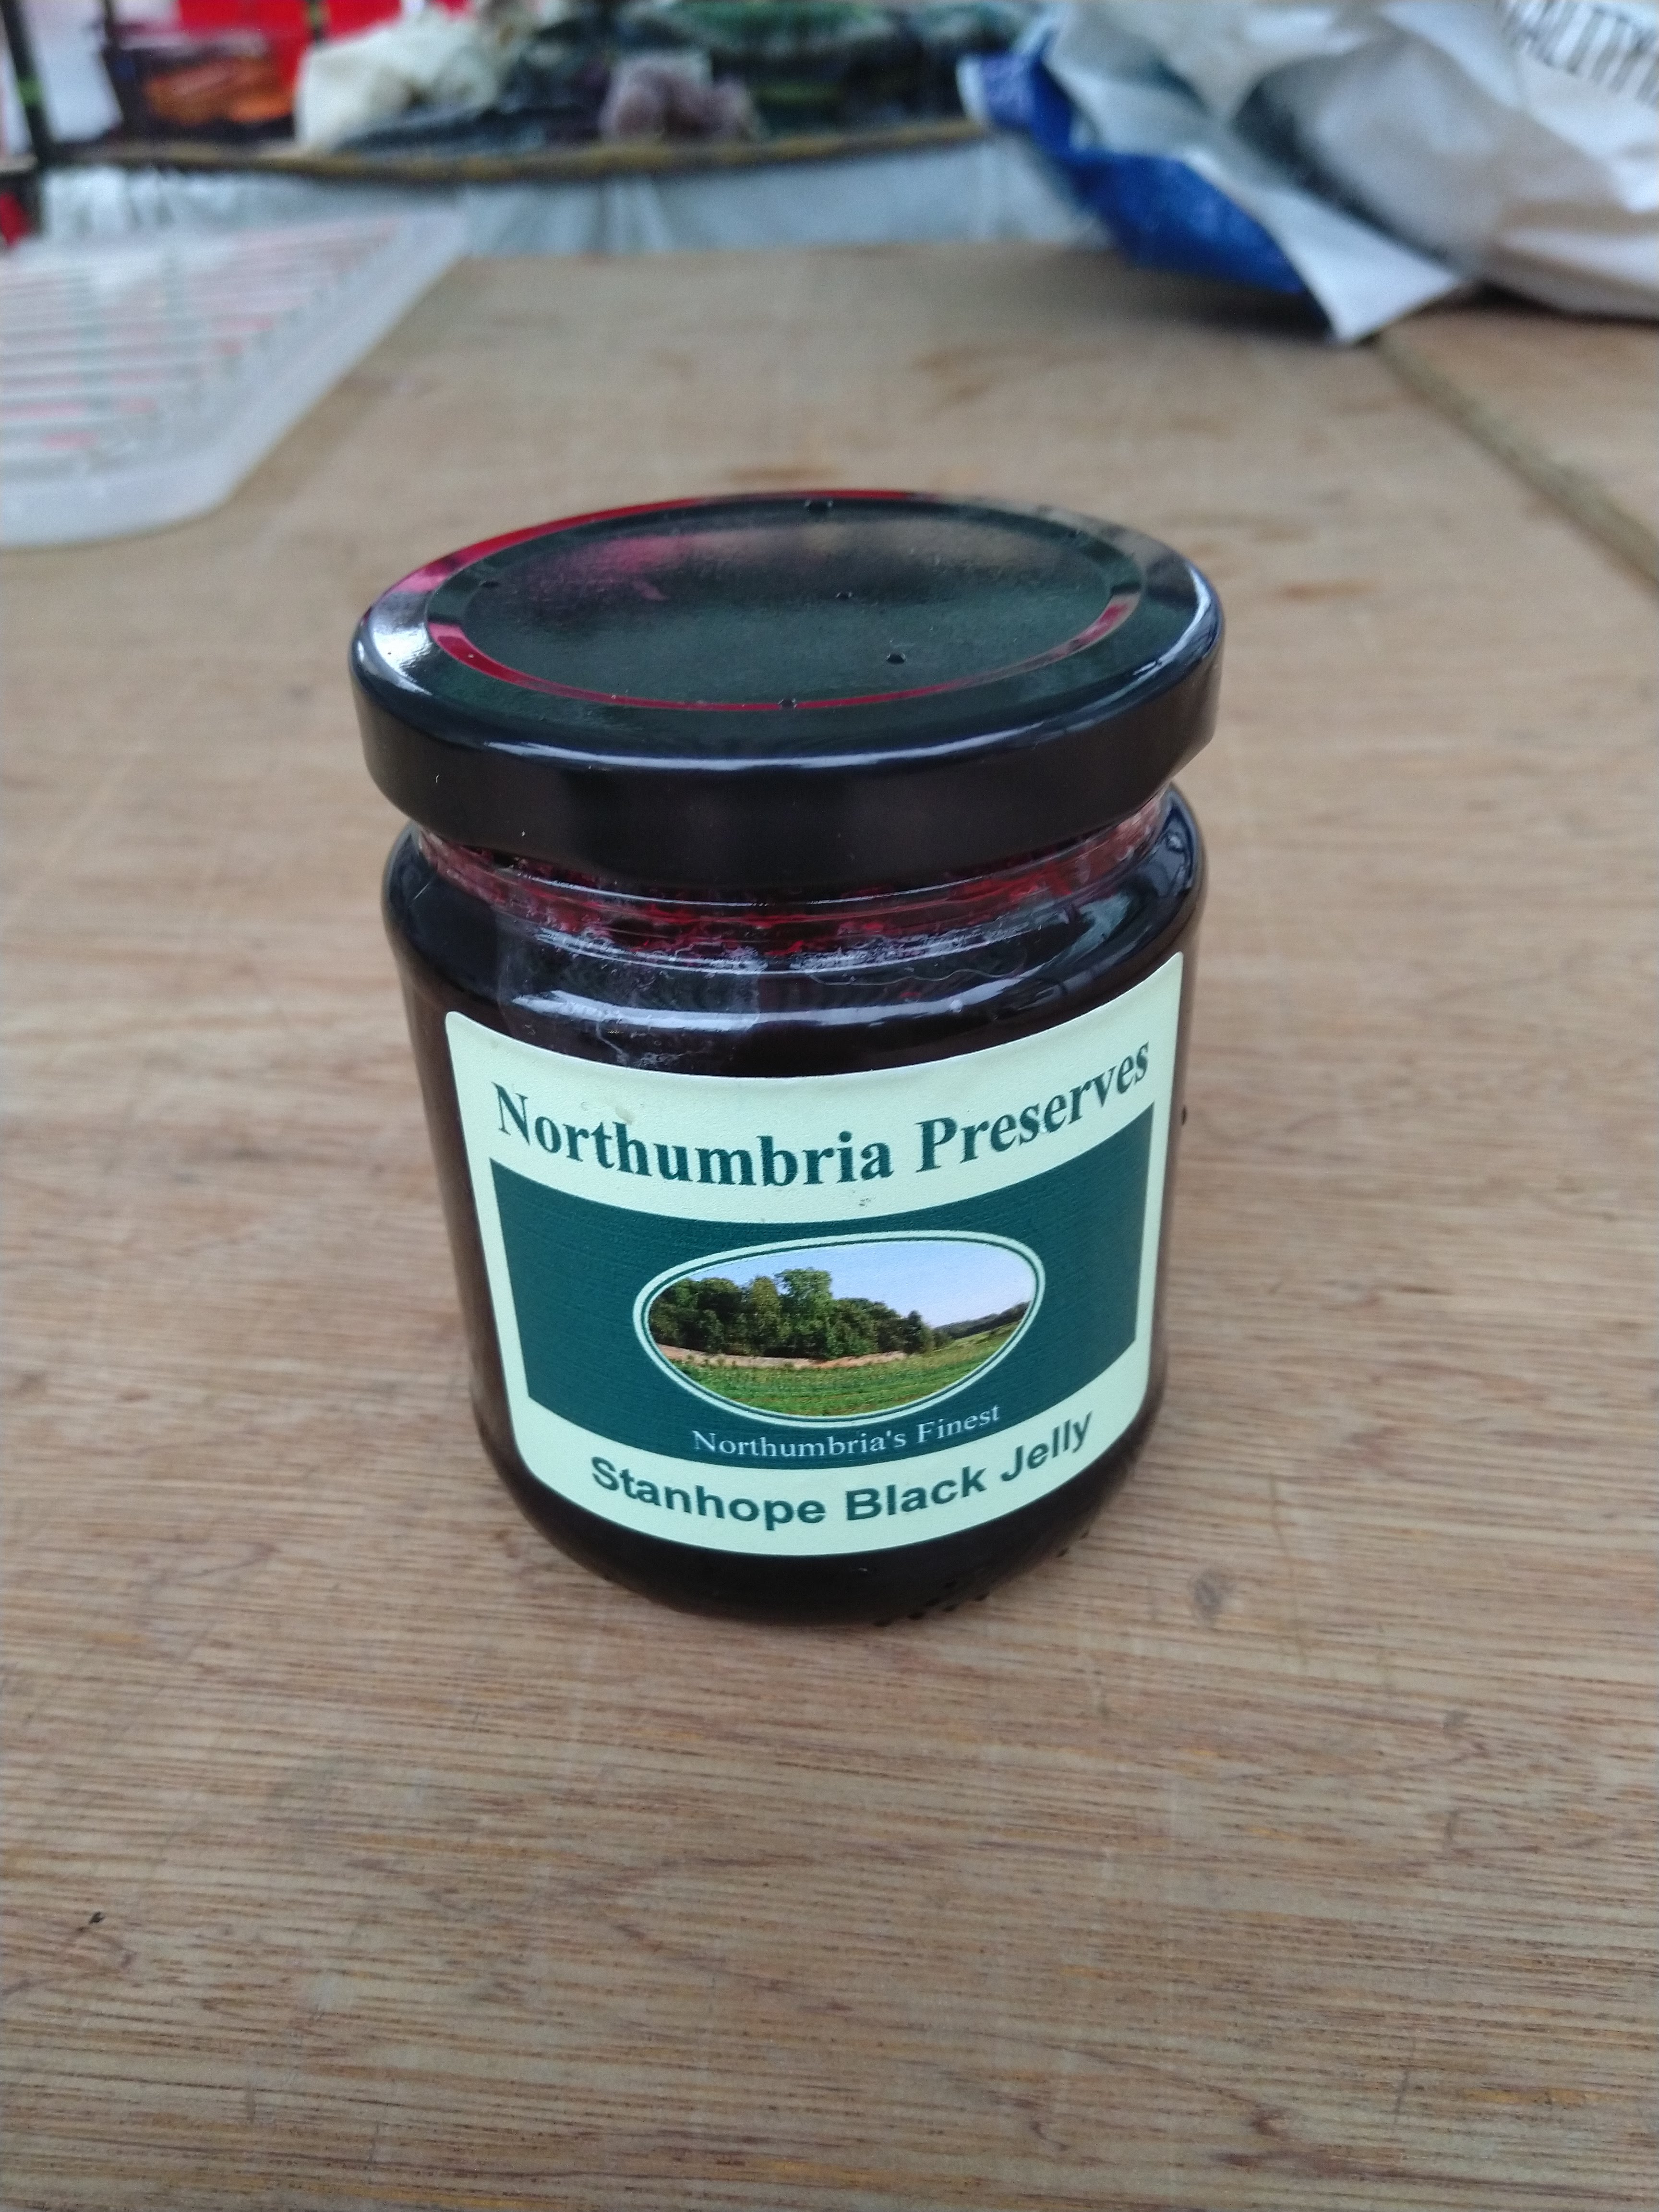 Northumbria Preserves
Northumbria's Finest
Stanhope Black Jelly